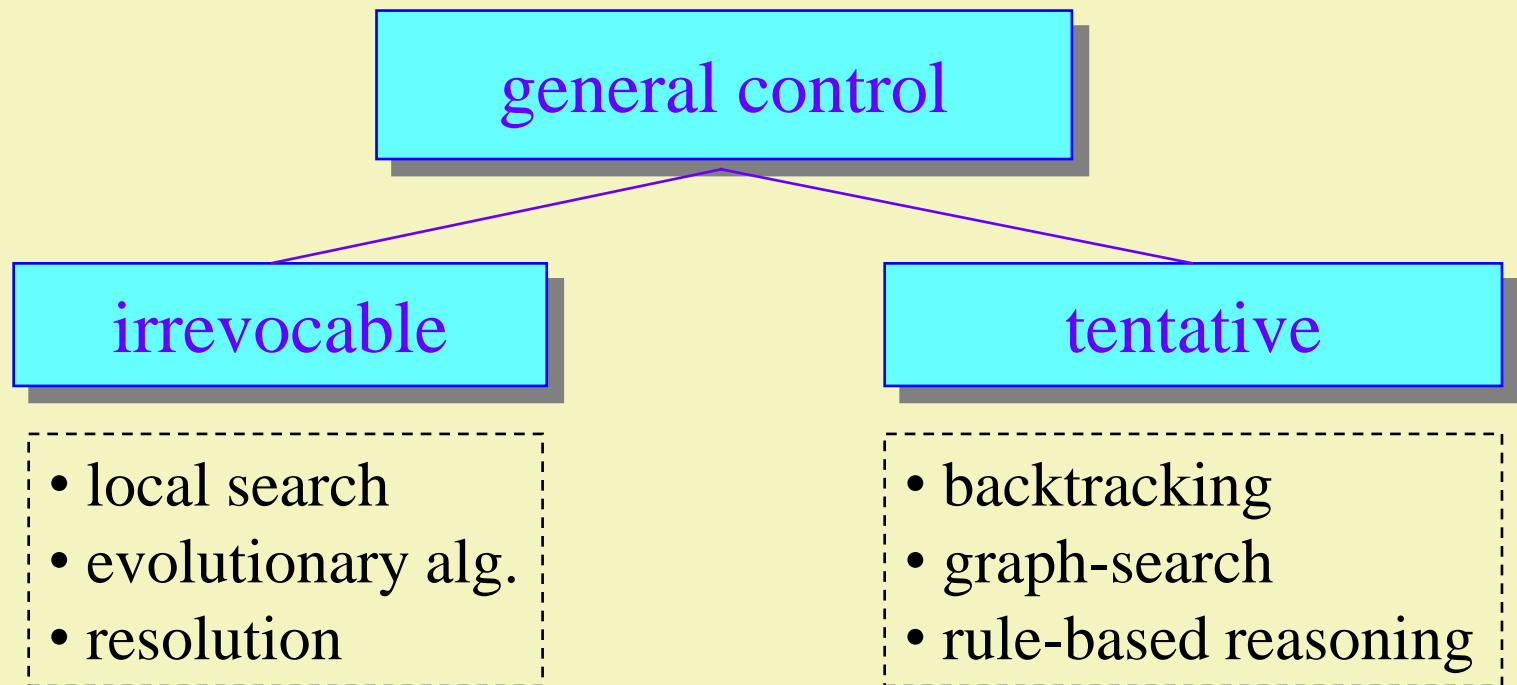 general control
irrevocable
tentative
• local search
• evolutionary alg.
• resolution
• backtracking
• graph-search
• rule-based reasoning